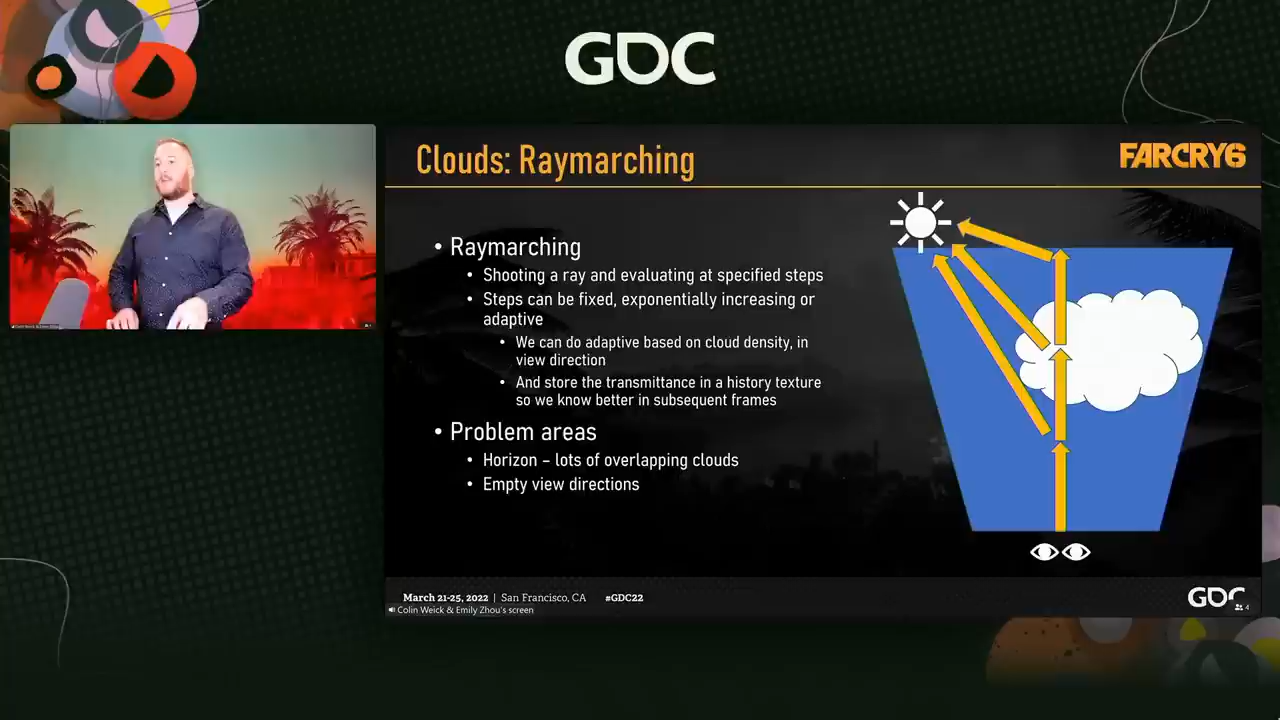 GDC
Clouds: Raymarching
FARCRY6
• Raymarching
• Shooting a ray and evaluating at specified steps
• Steps can be fixed, exponentially increasing or
adaptive
• We can do adaptive based on cloud density, in
view direction
• And store the transmittance in a history texture
so we know better in subsequent frames
• Problem areas
• Horizon – lots of overlapping clouds
• Empty view directions
March 21-25, 2022 | San Francisco, CA #GDC22
GDC
4
Colin Weick & Emily Zhou's screen